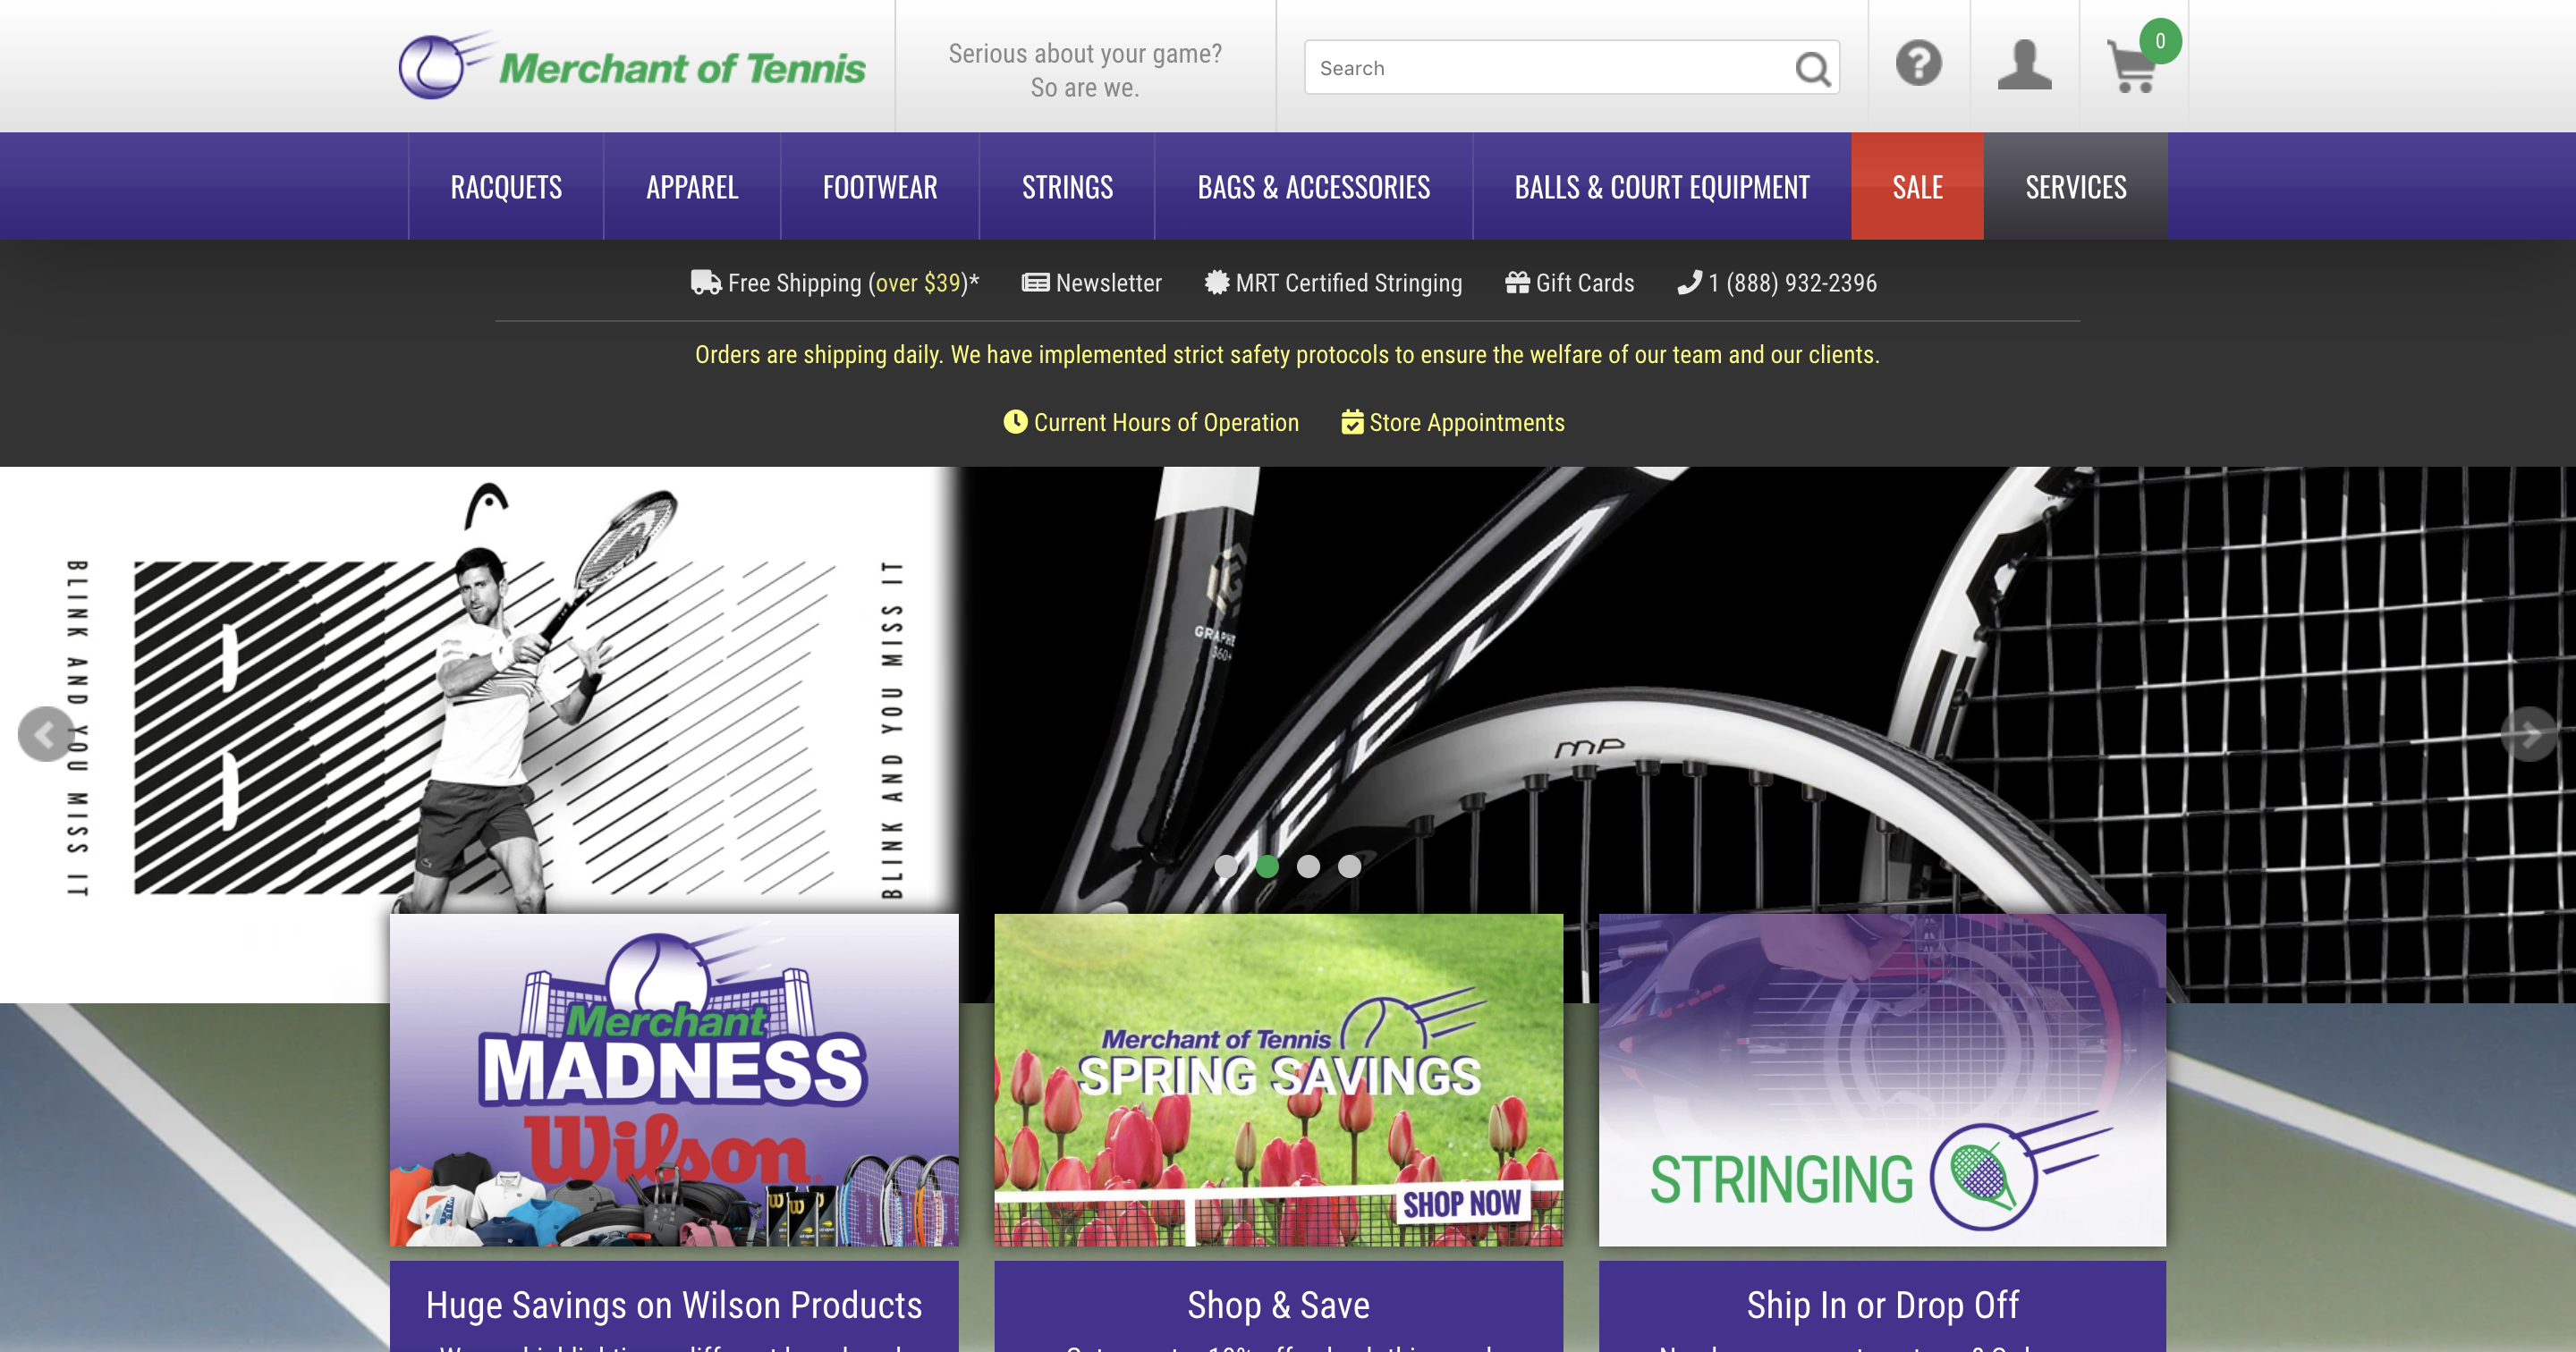 Merchant of Tennis
Serious about your game?
So are we.
Search
0
RACQUETS
APPAREL
FOOTWEAR
STRINGS
BAGS & ACCESSORIES
BALLS & COURT EQUIPMENT
SALE
SERVICES
Free Shipping (over $39)*
Newsletter
MRT Certified Stringing
Gift Cards
1 (888) 932-2396
Orders are shipping daily. We have implemented strict safety protocols to ensure the welfare of our team and our clients.
Current Hours of Operation
Store Appointments
BLINK AND YOU MISS IT
BLINK AND YOU MISS IT
360+
MP
Merchant
MADNESS
Wilson
Merchant of Tennis
SPRING SAVINGS
SHOP NOW
STRINGING
Huge Savings on Wilson Products
Shop & Save
Ship In or Drop Off